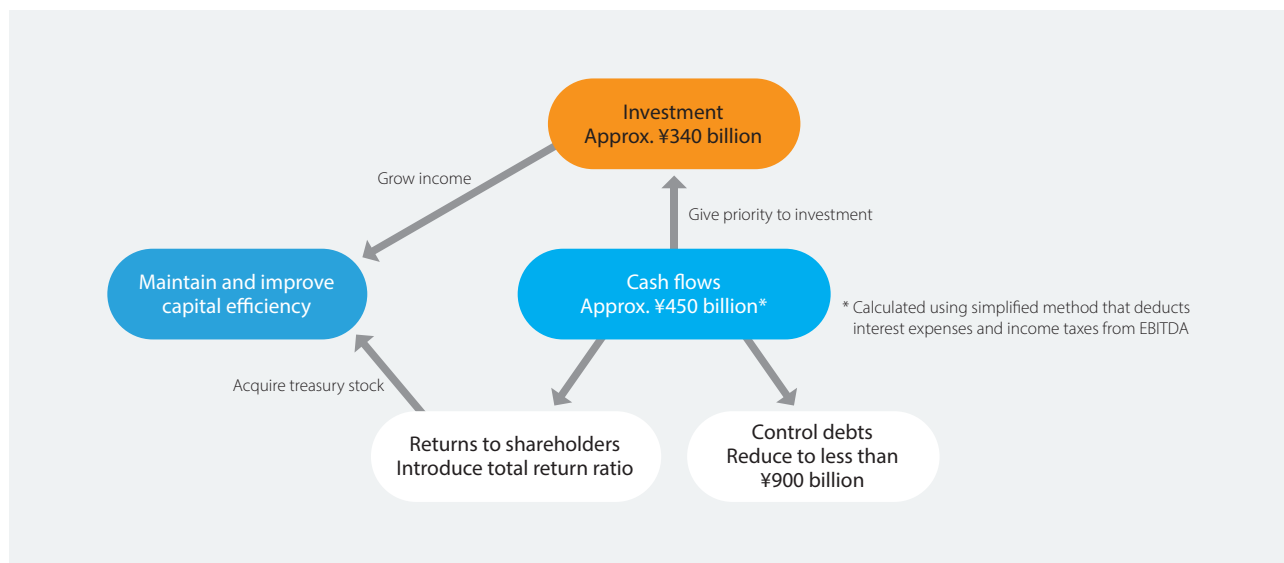 Investment
Approx. ¥340 billion
Grow income
Give priority to investment
Maintain and improve
capital efficiency
Cash flows
Approx. ¥450 billion*
* Calculated using simplified method that deducts
interest expenses and income taxes from EBITDA
Acquire treasury stock
Returns to shareholders
Introduce total return ratio
Control debts
Reduce to less than
¥900 billion